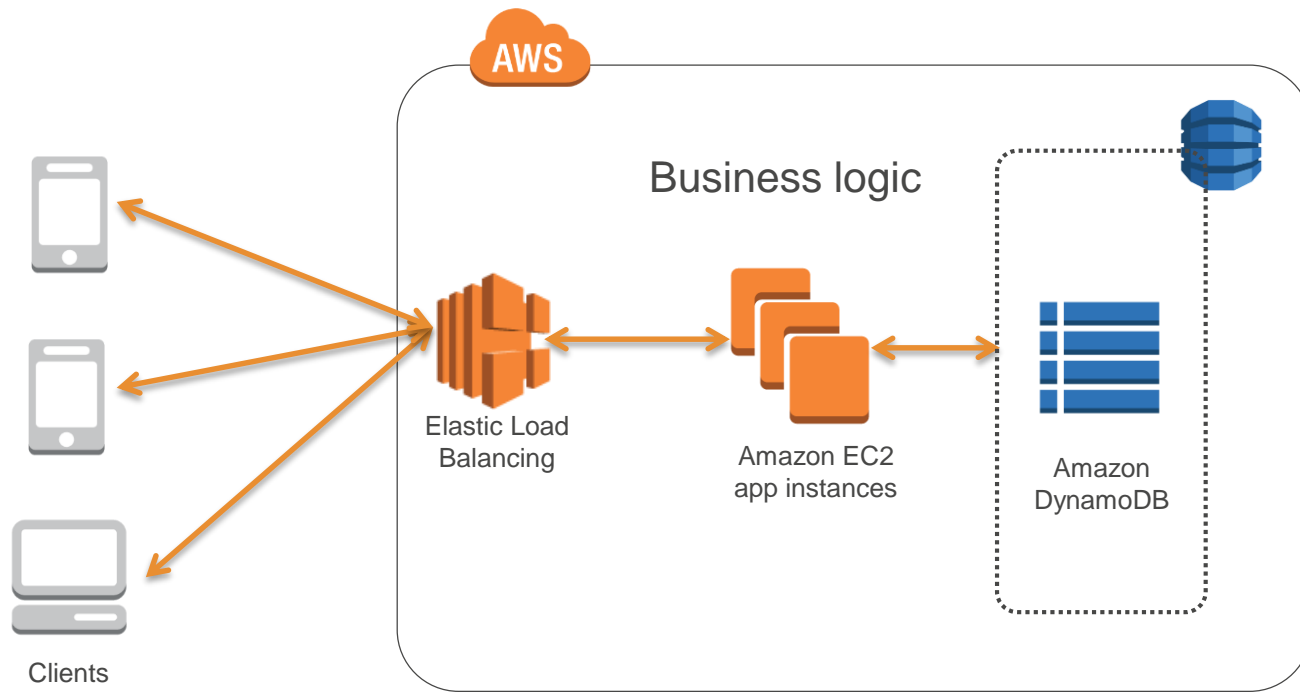 AWS
Business logic
Elastic Load
Balancing
Amazon EC2
app instances
Amazon
DynamoDB
Clients